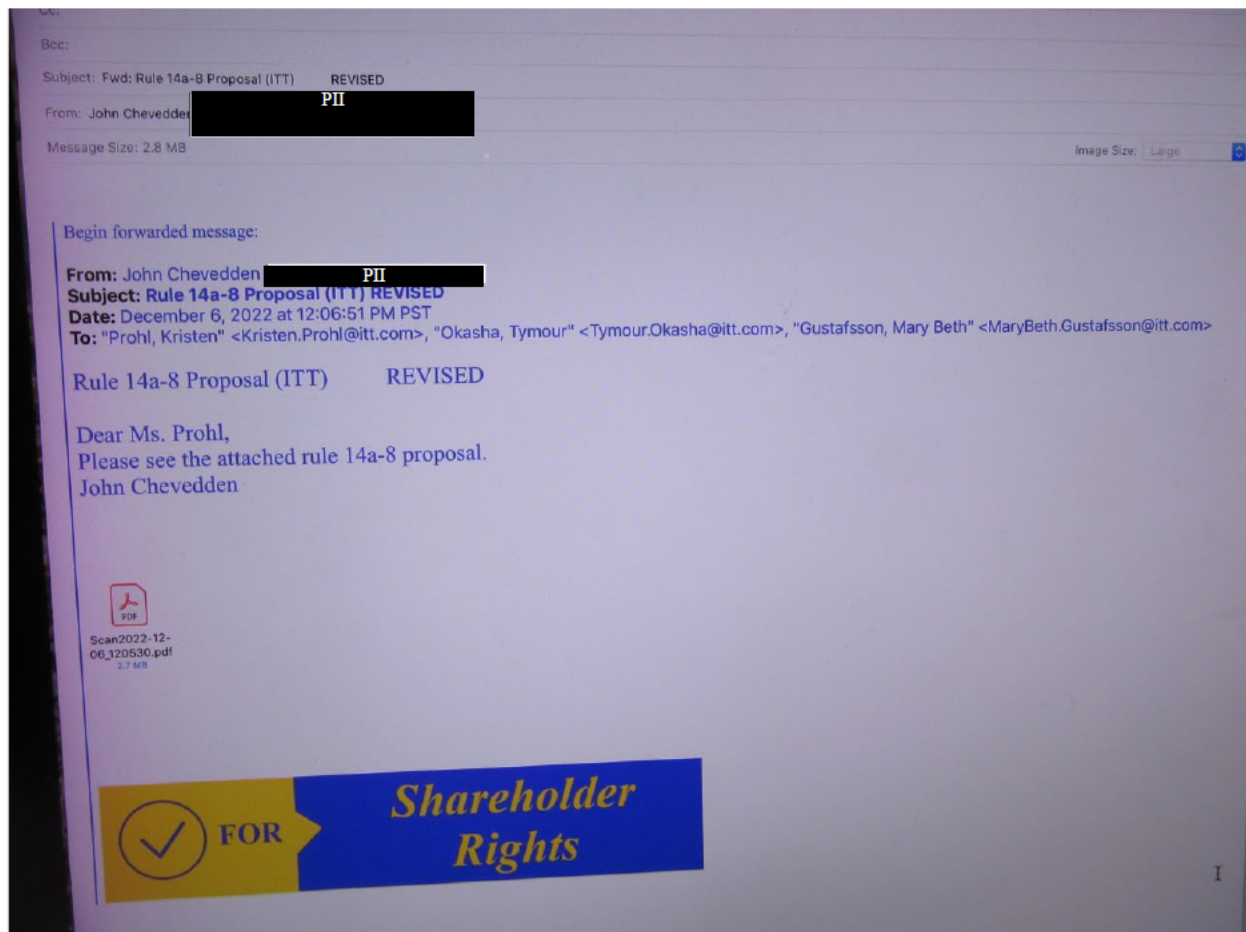 Cc:
Bcc:
Subject: Fwd: Rule 14a-8 Proposal (ITT) REVISED
From: John Chevedden PII
Message Size: 2.8 MB Image Size: Large
Begin forwarded message:
From: John Chevedden PII
Subject: Rule 14a-8 Proposal (ITT) REVISED
Date: December 6, 2022 at 12:06:51 PM PST
To: "Prohl, Kristen" <Kristen.Prohl@itt.com>, "Okasha, Tymour" <Tymour.Okasha@itt.com>, "Gustafsson, Mary Beth" <MaryBeth.Gustafsson@itt.com>
Rule 14a-8 Proposal (ITT) REVISED
Dear Ms. Prohl,
Please see the attached rule 14a-8 proposal.
John Chevedden
PDF
Scan2022-12-
06_120530.pdf
2.7 MB
FOR
Shareholder
Rights